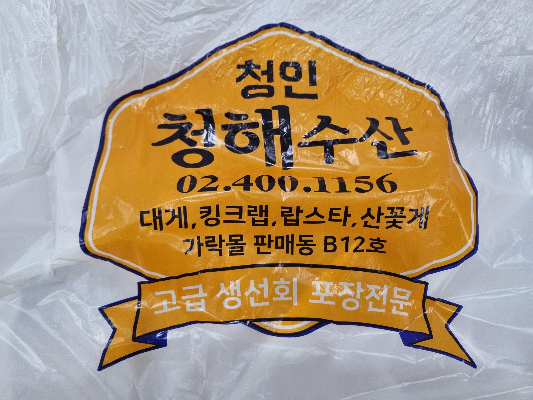 청인
청해수산
02.400.1156
대게,킹크랩,랍스타,산꽃게
가락몰 판매동 B12호
고급 생선회 포장전문